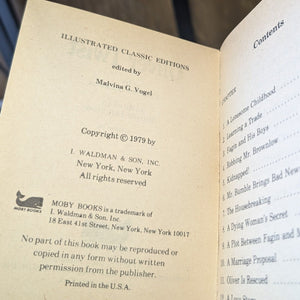 ILLUSTRATED CLASSIC EDITIONS
edited by
Malvina G. Vogel
Copyright © 1979 by
I. WALDMAN & SON, INC.
New York, New York
All rights reserved
MOBY BOOKS is a trademark of
I. Waldman & Son, Inc.
18 East 41st Street, New York, New York 10017
MOBY BOOKS
No part of this book may be reproduced or
copied in any form without written
permission from the publisher.
Printed in the U.S.A.
Contents
CHAPTER
1 A Lonesome Childhood
2 Learning a Trade
3 Fagin and His Boys
4 Robbing Mr. Brownlow
5 Kidnapped!
6 Mr. Bumble Brings Bad New
7 The Housebreaking
8 A Dying Woman's Secret
9 A Plot Between Fagin and M
10 A Marriage Proposal
11 Oliver Is Rescued